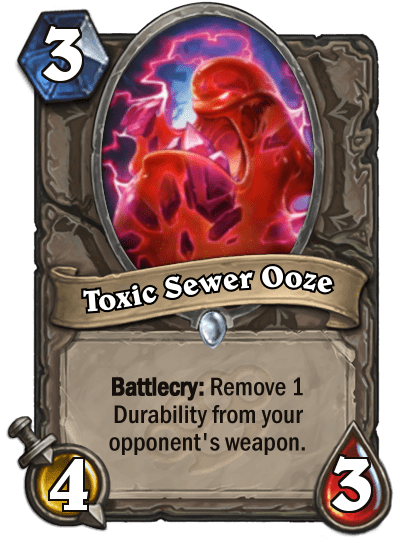 3
Toxic Sewer Ooze
Battlecry: Remove 1
Durability from your
opponent's weapon.
4
3